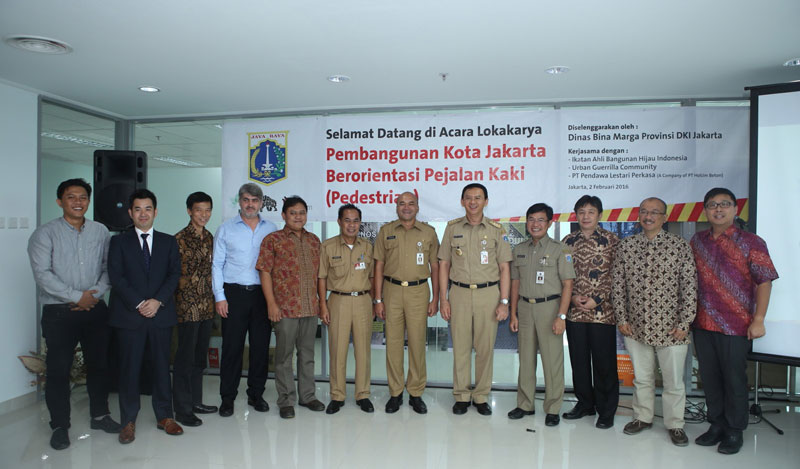 JAYA RAYA
Selamat Datang di Acara Lokakarya
Pembangunan Kota Jakarta
Berorientasi Pejalan Kaki
Diselenggarakan oleh :
Dinas Bina Marga Provinsi DKI Jakarta
Kerjasama dengan :
- Ikatan Ahli Bangunan Hijau Indonesia
- Urban Guerrilla Community
- PT Pendawa Lestari Perkasa (A Company of PT Holcim Beton)
Jakarta, 2 Februari 2016